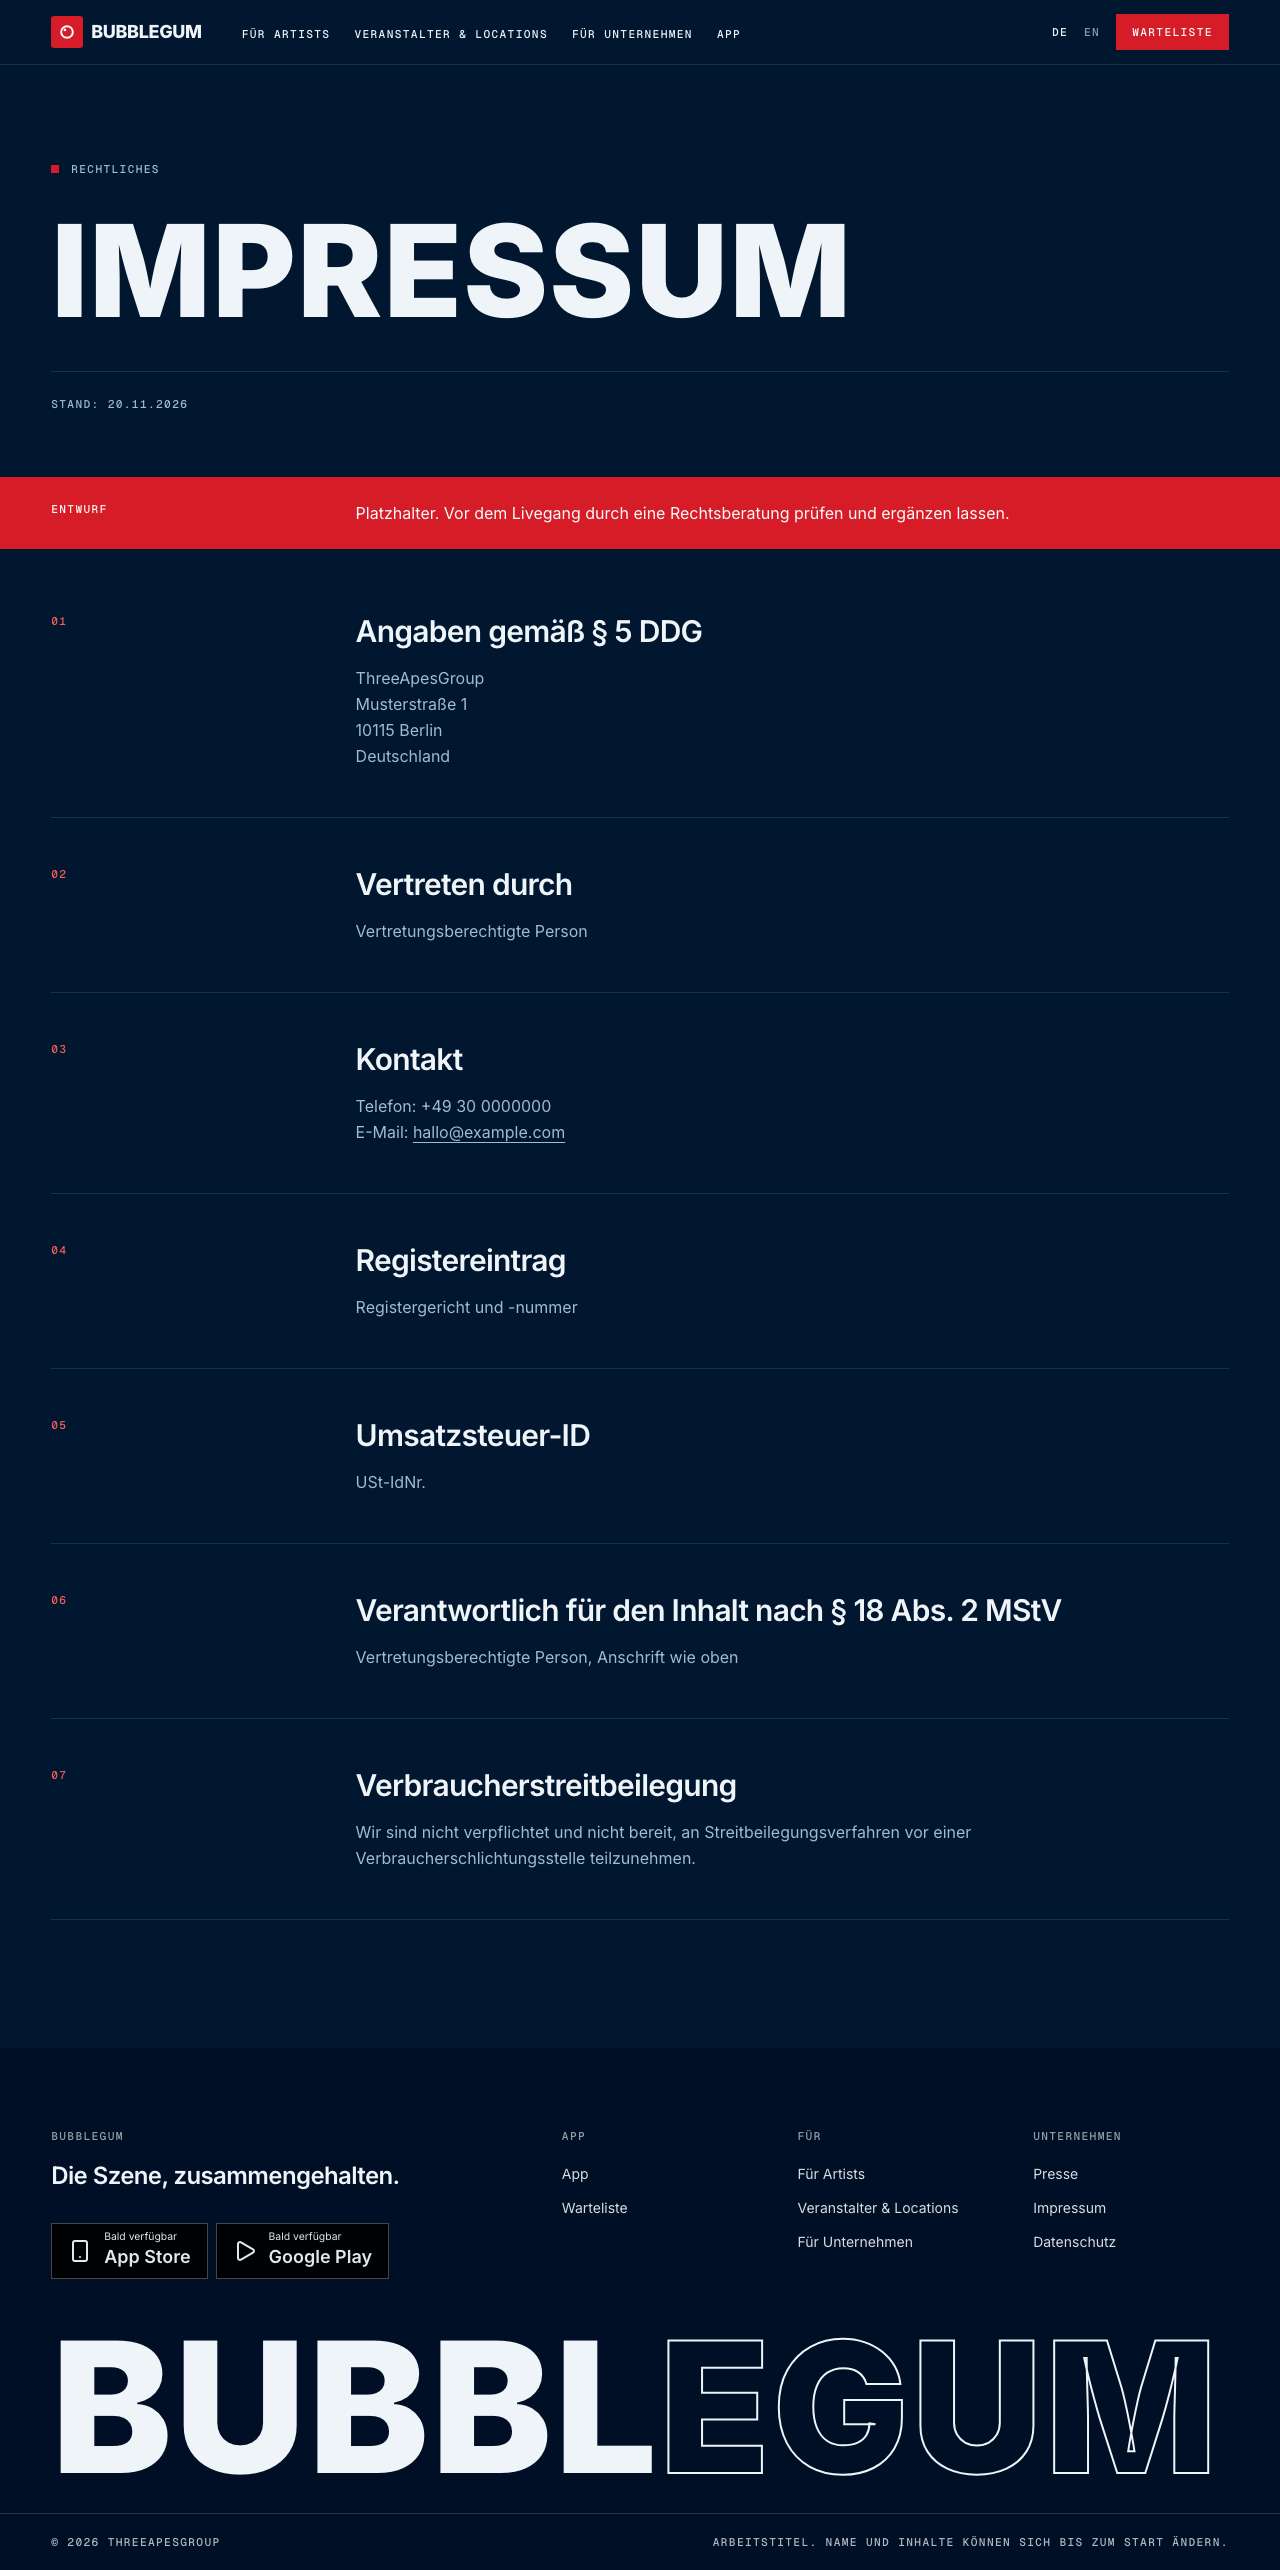 BUBBLEGUM
FÜR ARTISTS
VERANSTALTER & LOCATIONS
FÜR UNTERNEHMEN
APP
DE
EN
WARTELISTE
RECHTLICHES
IMPRESSUM
STAND: 20.11.2026
ENTWURF
Platzhalter. Vor dem Livegang durch eine Rechtsberatung prüfen und ergänzen lassen.
01
Angaben gemäß § 5 DDG
ThreeApesGroup
Musterstraße 1
10115 Berlin
Deutschland
02
Vertreten durch
Vertretungsberechtigte Person
03
Kontakt
Telefon: +49 30 0000000
E-Mail: hallo@example.com
04
Registereintrag
Registergericht und -nummer
05
Umsatzsteuer-ID
USt-IdNr.
06
Verantwortlich für den Inhalt nach § 18 Abs. 2 MStV
Vertretungsberechtigte Person, Anschrift wie oben
07
Verbraucherstreitbeilegung
Wir sind nicht verpflichtet und nicht bereit, an Streitbeilegungsverfahren vor einer
Verbraucherschlichtungsstelle teilzunehmen.
BUBBLEGUM
Die Szene, zusammengehalten.
Bald verfügbar
App Store
Bald verfügbar
Google Play
APP
App
Warteliste
FÜR
Für Artists
Veranstalter & Locations
Für Unternehmen
UNTERNEHMEN
Presse
Impressum
Datenschutz
BUBBLEGUM
© 2026 THREEAPESGROUP
ARBEITSTITEL. NAME UND INHALTE KÖNNEN SICH BIS ZUM START ÄNDERN.